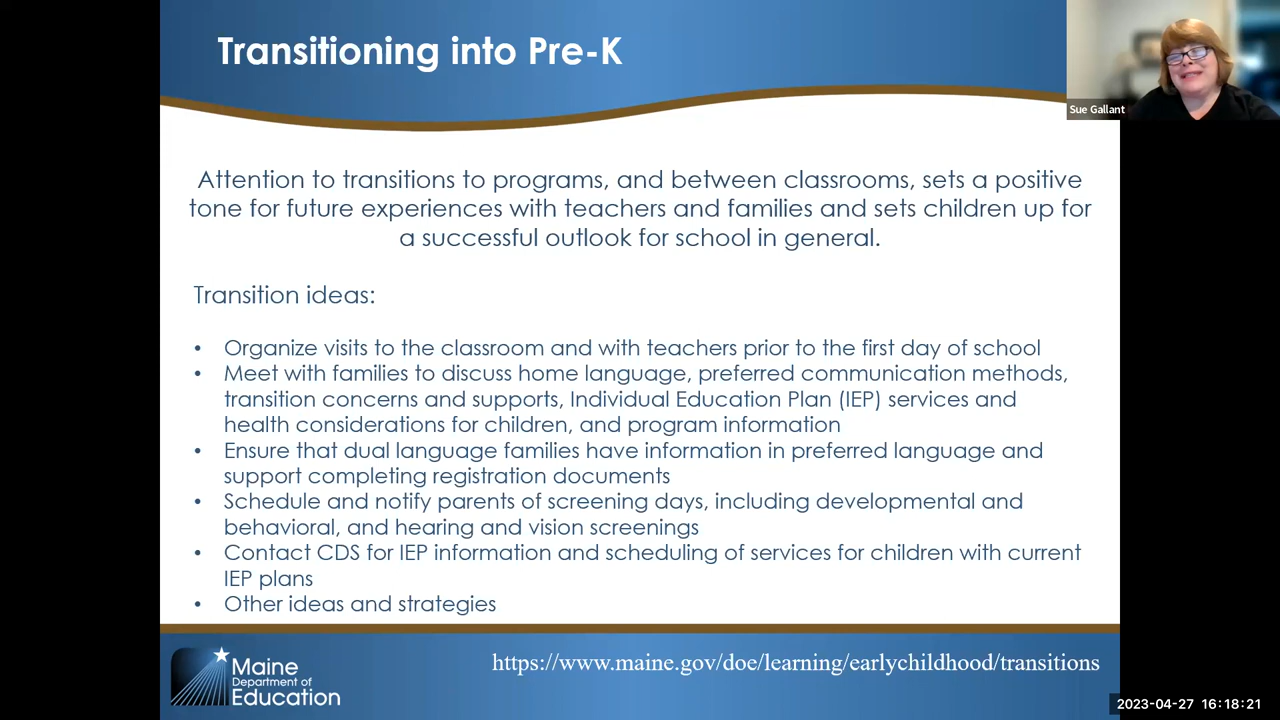 Transitioning into Pre-K
Sue Gallant
Attention to transitions to programs, and between classrooms, sets a positive
tone for future experiences with teachers and families and sets children up for
a successful outlook for school in general.
Transition ideas:
• Organize visits to the classroom and with teachers prior to the first day of school
• Meet with families to discuss home language, preferred communication methods,
transition concerns and supports, Individual Education Plan (IEP) services and
health considerations for children, and program information
• Ensure that dual language families have information in preferred language and
support completing registration documents
• Schedule and notify parents of screening days, including developmental and
behavioral, and hearing and vision screenings
• Contact CDS for IEP information and scheduling of services for children with current
IEP plans
• Other ideas and strategies
Maine
Department of
Education
https://www.maine.gov/doe/learning/earlychildhood/transitions
2023-04-27 16:18:21